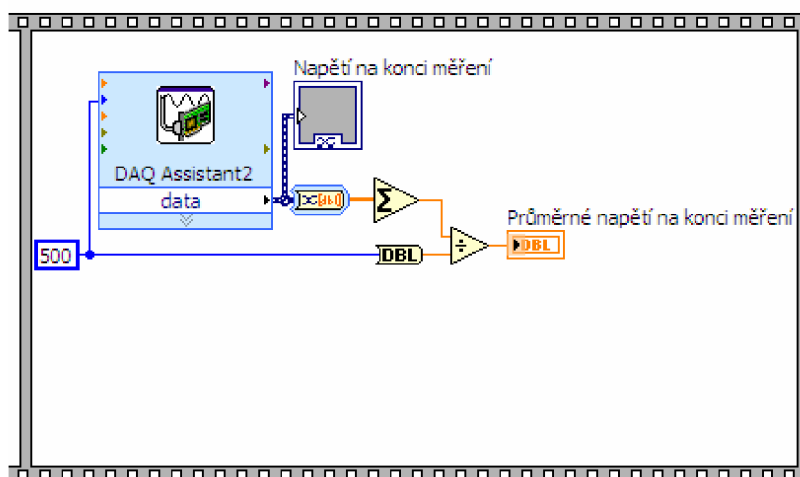 Napětí na konci měření
DAQ Assistant2
data
Průměrné napětí na konci měření
500
DBL
DBL